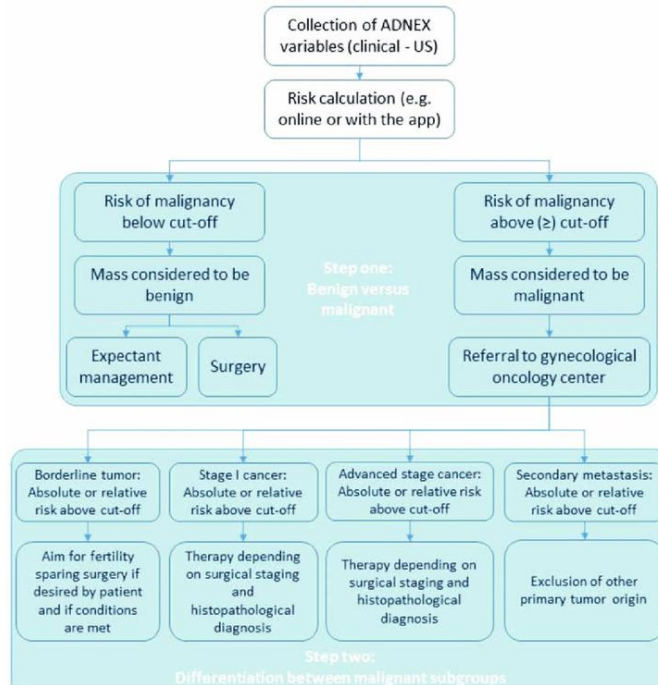 Collection of ADNEX
variables (clinical - US)
Risk calculation (e.g.
online or with the app)
Risk of malignancy
below cut-off
Risk of malignancy
above (≥) cut-off
Mass considered to be
benign
Step one:
Benign versus
malignant
Mass considered to be
malignant
Expectant
management
Surgery
Referral to gynecological
oncology center
Borderline tumor:
Absolute or relative
risk above cut-off
Stage I cancer:
Absolute or relative
risk above cut-off
Advanced stage cancer:
Absolute or relative risk
above cut-off
Secondary metastasis:
Absolute or relative
risk above cut-off
Aim for fertility
sparing surgery if
desired by patient
and if conditions
are met
Therapy depending
on surgical staging
and
histopathological
diagnosis
Therapy depending on
surgical staging and
histopathological
diagnosis
Exclusion of other
primary tumor origin
Step two:
Differentiation between malignant subgroups